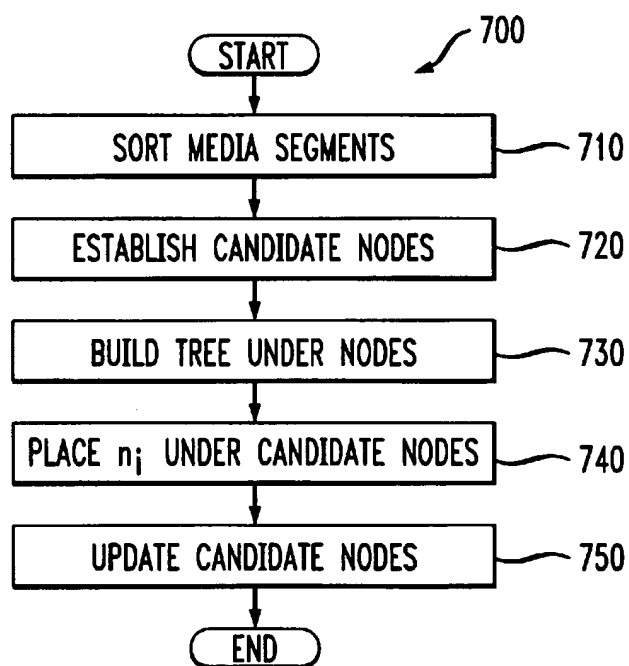 700
START
SORT MEDIA SEGMENTS
710
ESTABLISH CANDIDATE NODES
720
BUILD TREE UNDER NODES
730
PLACE ni UNDER CANDIDATE NODES
740
UPDATE CANDIDATE NODES
750
END